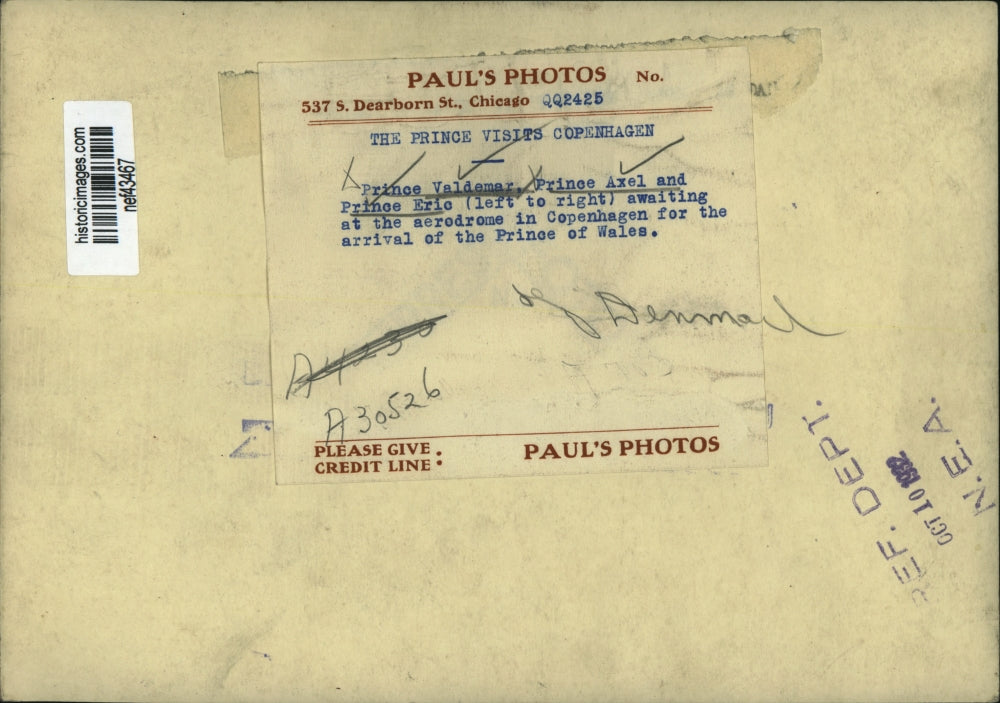 PAUL'S PHOTOS No.
537 S. Dearborn St., Chicago QQ2425
THE PRINCE VISITS COPENHAGEN
Prince Valdemar, Prince Axel and
Prince Eric (left to right) awaiting
at the aerodrome in Copenhagen for the
arrival of the Prince of Wales.
of Denmark
A4230
A30526
PLEASE GIVE
CREDIT LINE:
PAUL'S PHOTOS
historicimages.com
nef43467
REF. DEPT.
OCT 10 1932
N.E.A.